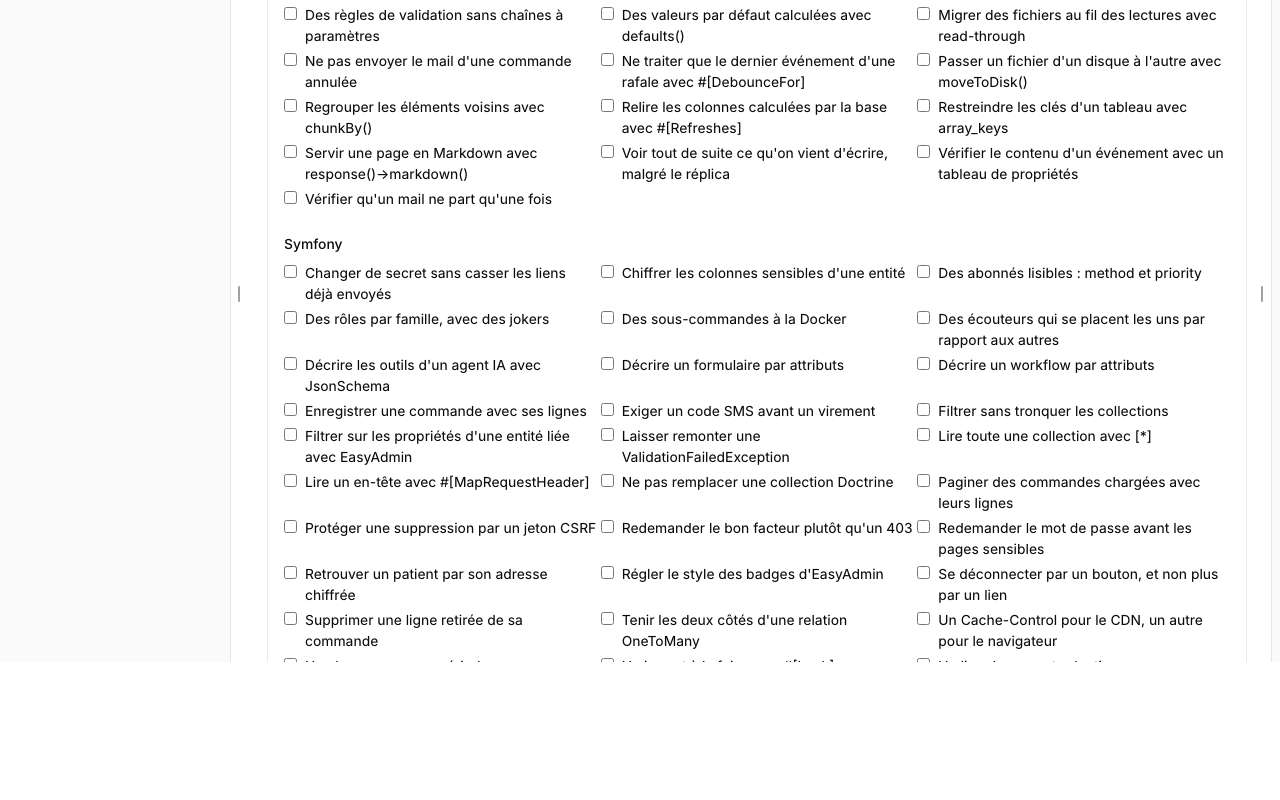 Des règles de validation sans chaînes à
paramètres
Des valeurs par défaut calculées avec
defaults()
Migrer des fichiers au fil des lectures avec
read-through
Ne pas envoyer le mail d'une commande
annulée
Ne traiter que le dernier événement d'une
rafale avec #[DebounceFor]
Passer un fichier d'un disque à l'autre avec
moveToDisk()
Regrouper les éléments voisins avec
chunkBy()
Relire les colonnes calculées par la base
avec #[Refreshes]
Restreindre les clés d'un tableau avec
array_keys
Servir une page en Markdown avec
response()->markdown()
Voir tout de suite ce qu'on vient d'écrire,
malgré le réplica
Vérifier le contenu d'un événement avec un
tableau de propriétés
Vérifier qu'un mail ne part qu'une fois
Symfony
Changer de secret sans casser les liens
déjà envoyés
Chiffrer les colonnes sensibles d'une entité
Des abonnés lisibles : method et priority
Des rôles par famille, avec des jokers
Des sous-commandes à la Docker
Des écouteurs qui se placent les uns par
rapport aux autres
Décrire les outils d'un agent IA avec
JsonSchema
Décrire un formulaire par attributs
Décrire un workflow par attributs
Enregistrer une commande avec ses lignes
Exiger un code SMS avant un virement
Filtrer sans tronquer les collections
Filtrer sur les propriétés d'une entité liée
avec EasyAdmin
Laisser remonter une
ValidationFailedException
Lire toute une collection avec [*]
Lire un en-tête avec #[MapRequestHeader]
Ne pas remplacer une collection Doctrine
Paginer des commandes chargées avec
leurs lignes
Protéger une suppression par un jeton CSRF
Redemander le bon facteur plutôt qu'un 403
Redemander le mot de passe avant les
pages sensibles
Retrouver un patient par son adresse
chiffrée
Régler le style des badges d'EasyAdmin
Se déconnecter par un bouton, et non plus
par un lien
Supprimer une ligne retirée de sa
commande
Tenir les deux côtés d'une relation
OneToMany
Un Cache-Control pour le CDN, un autre
pour le navigateur